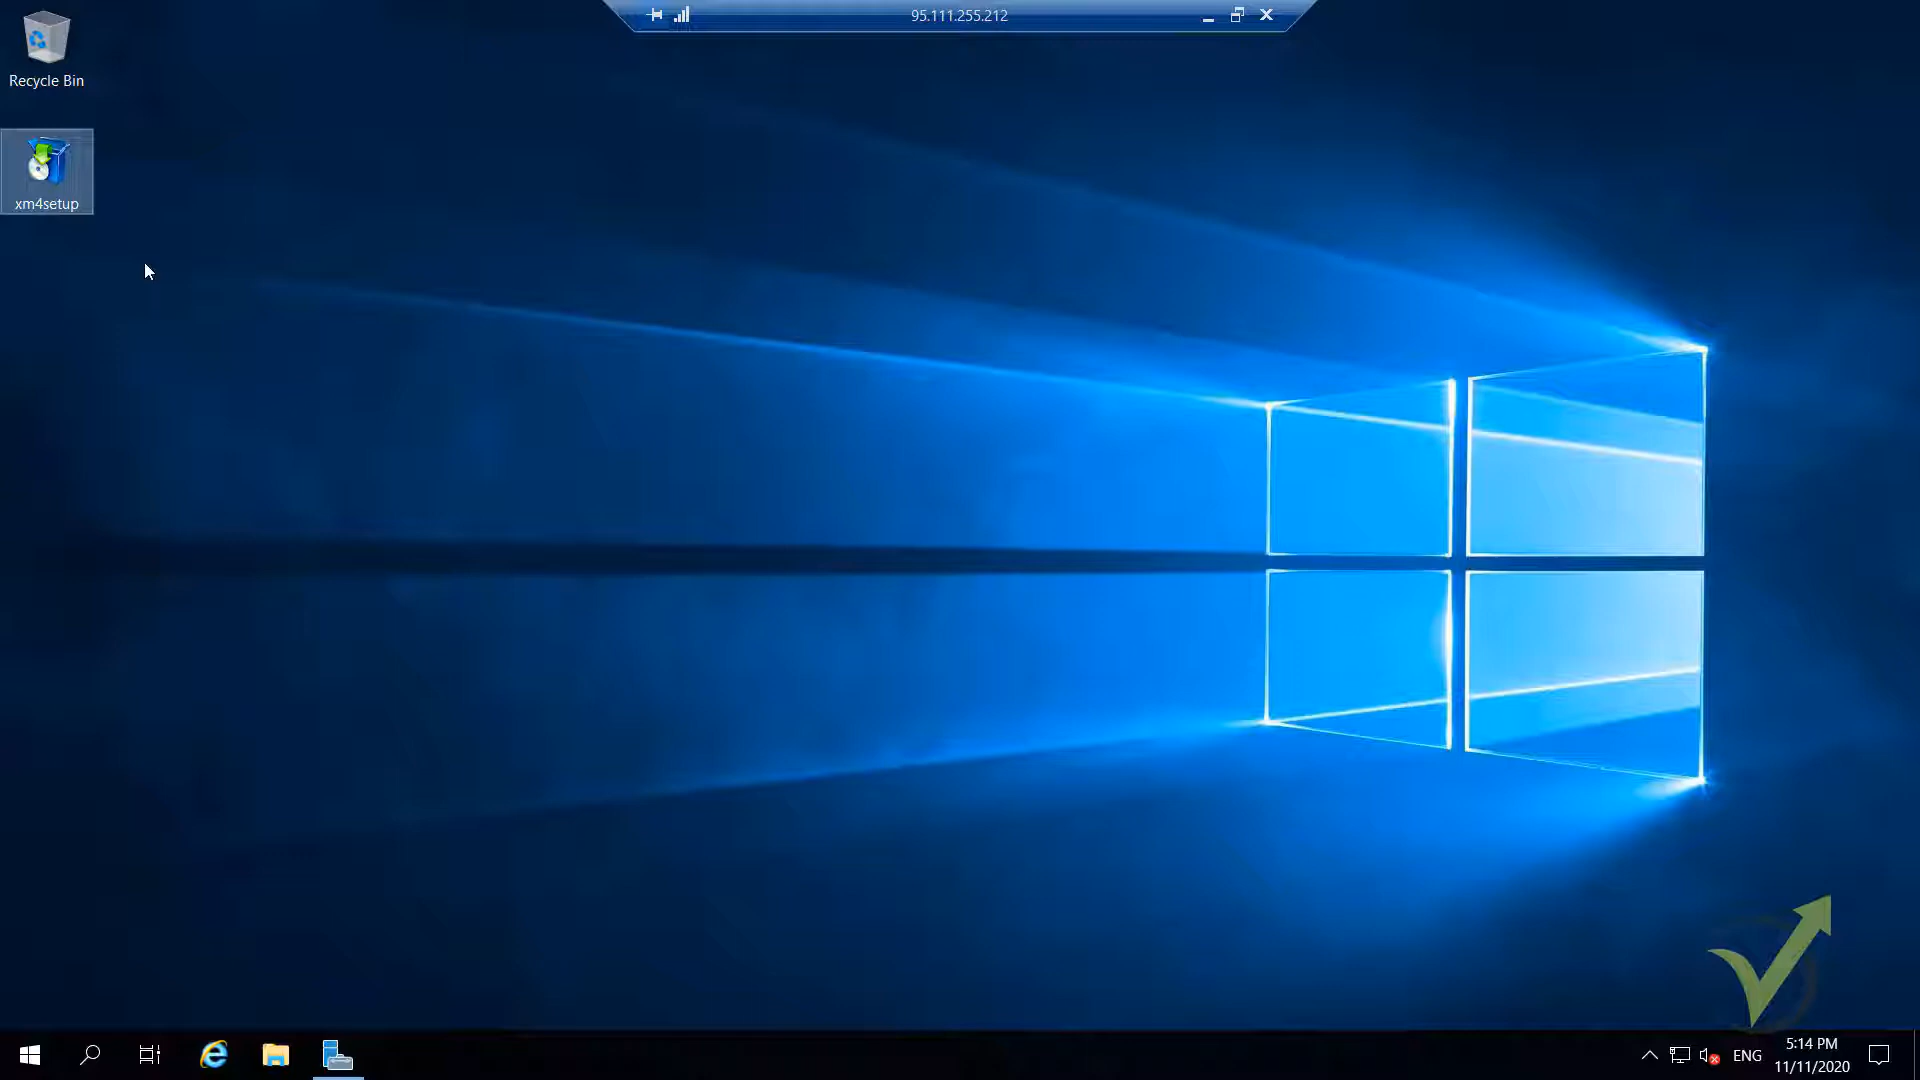 95.111.255.212
Recycle Bin
xm4setup
ENG
5:14 PM
11/11/2020